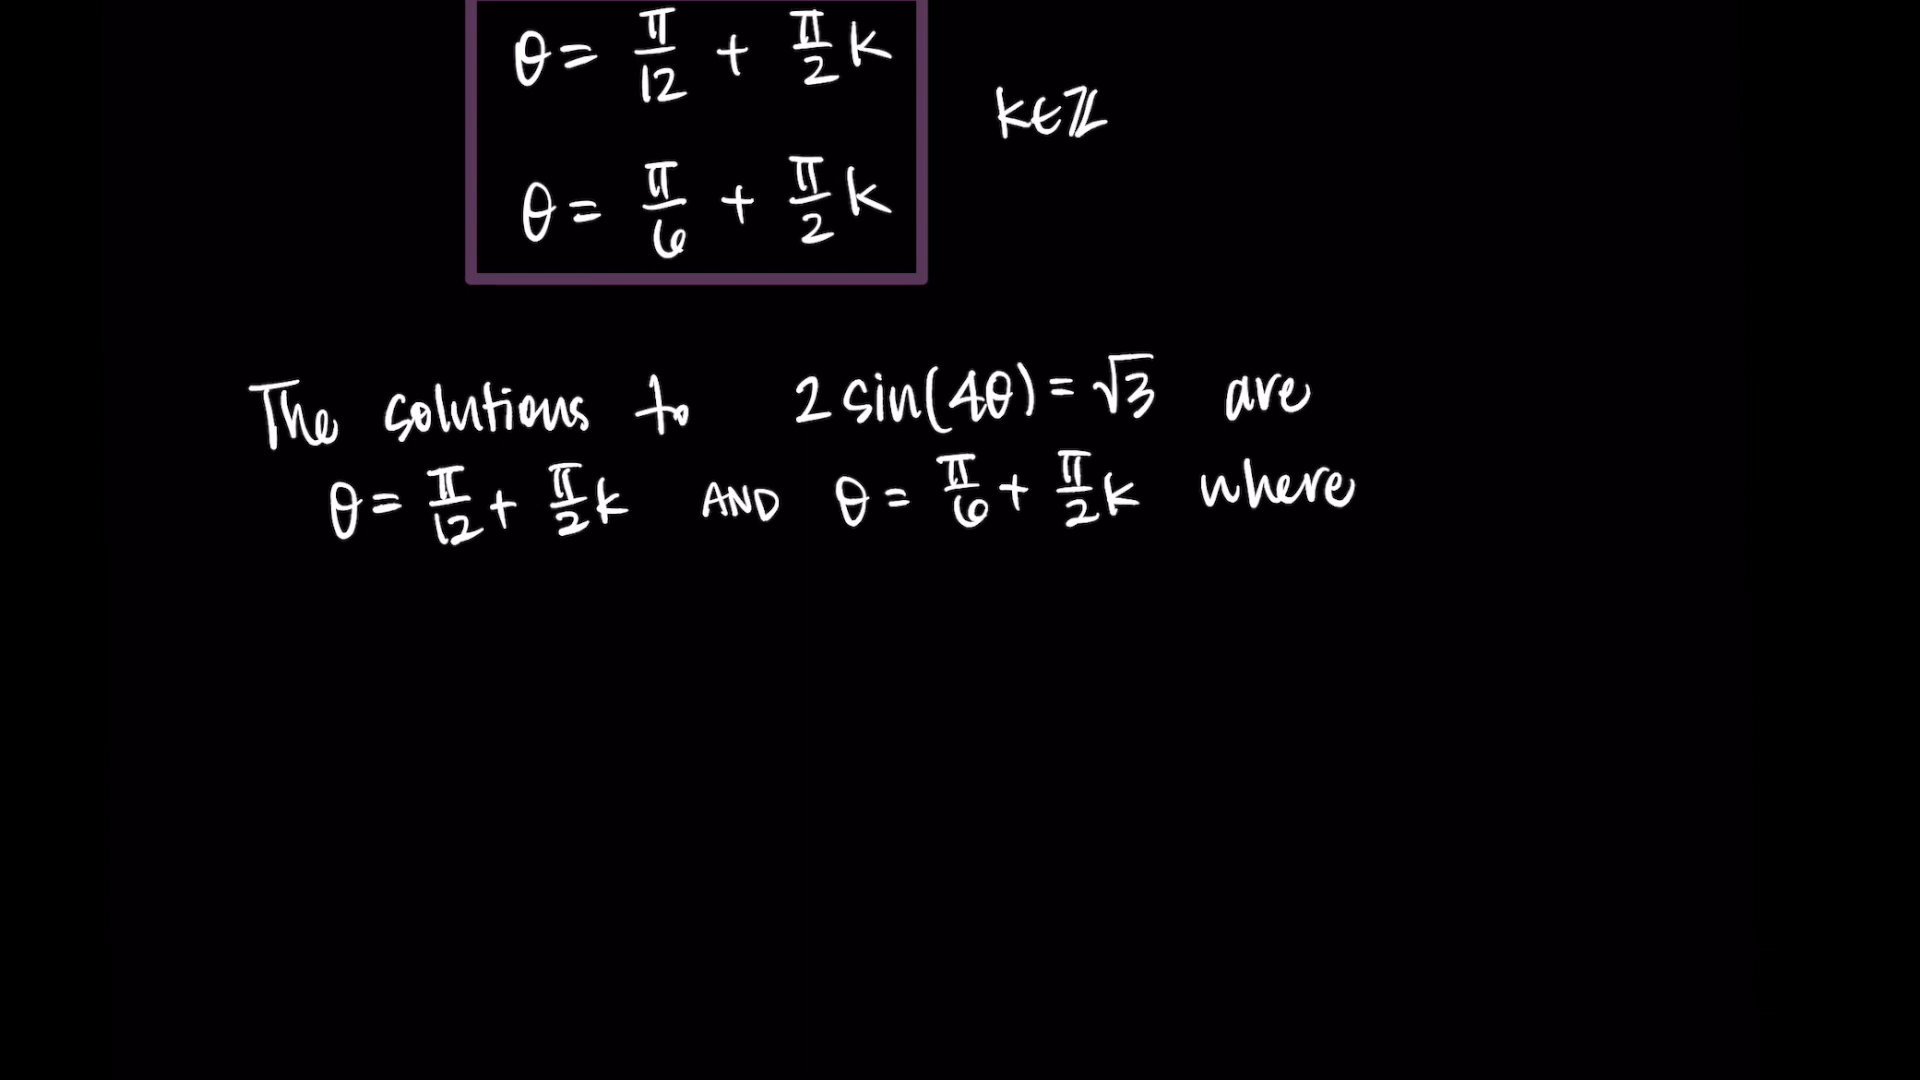 θ = π/12 + π/2 k
k∈ℤ
θ = π/6 + π/2 k
The solutions to 2 sin(4θ) = √3 are
θ = π/12 + π/2 k AND θ = π/6 + π/2 k where